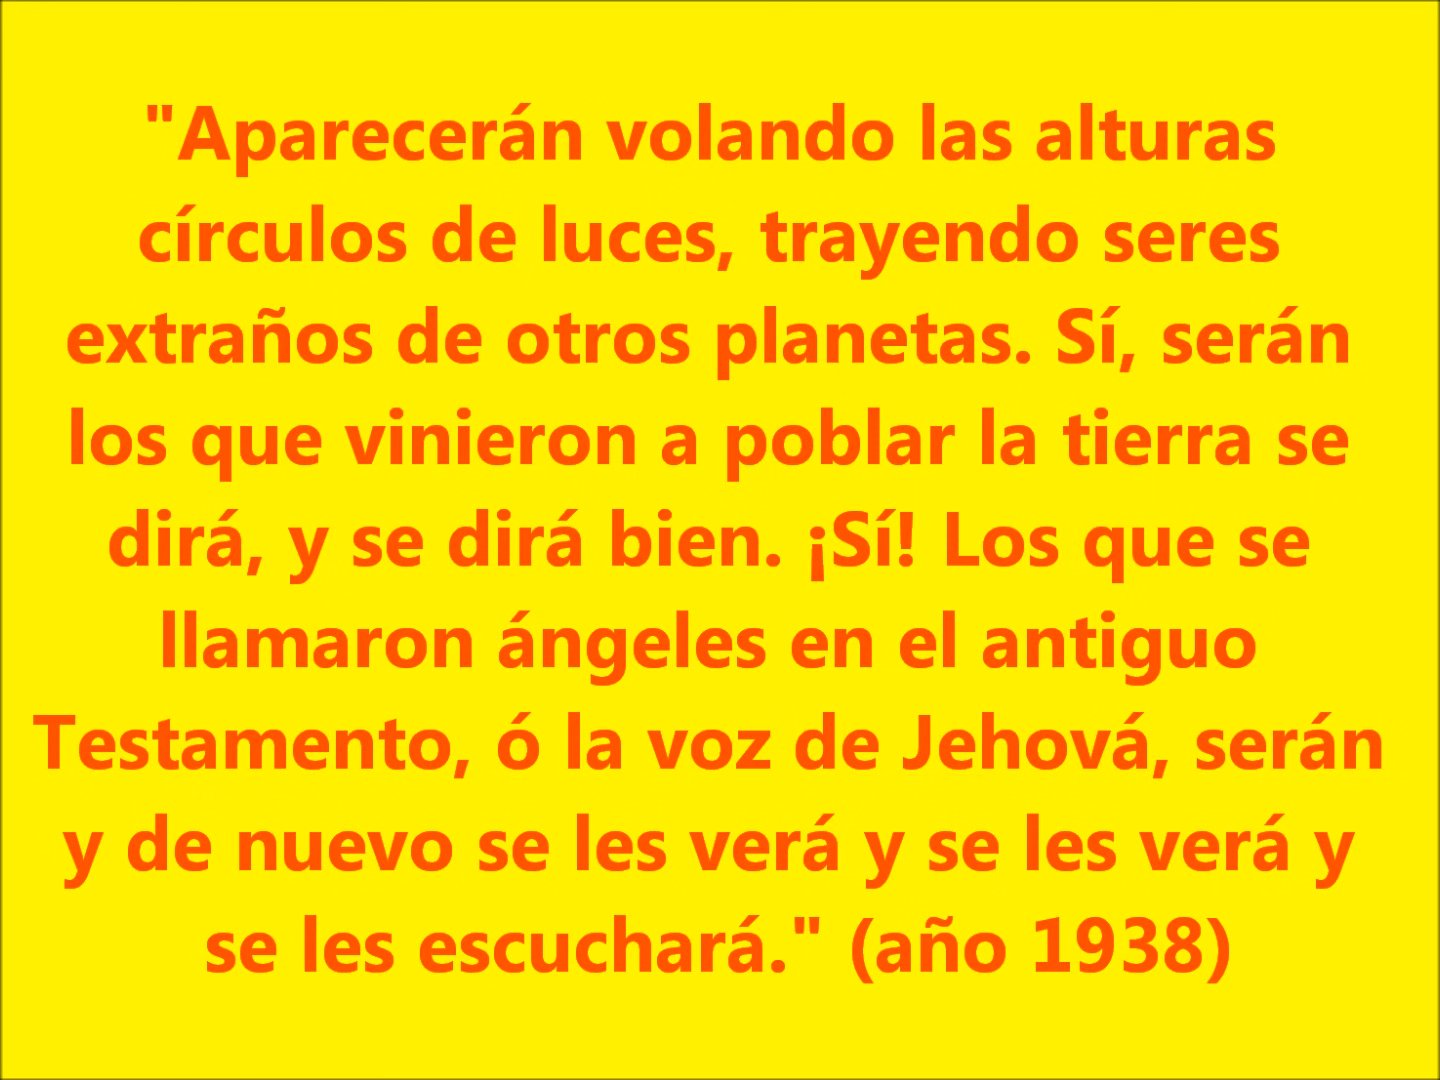 "Aparecerán volando las alturas
círculos de luces, trayendo seres
extraños de otros planetas. Sí, serán
los que vinieron a poblar la tierra se
dirá, y se dirá bien. ¡Sí! Los que se
llamaron ángeles en el antiguo
Testamento, ó la voz de Jehová, serán
y de nuevo se les verá y se les verá y
se les escuchará." (año 1938)